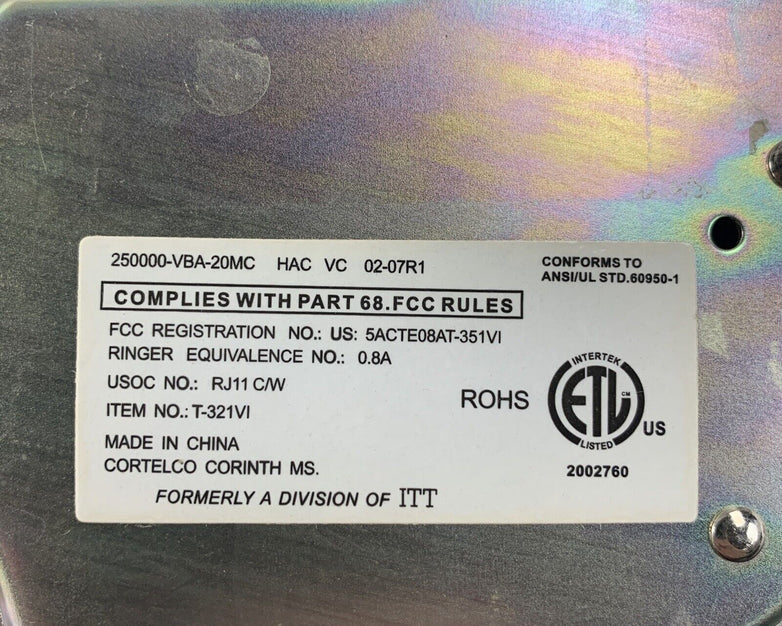 250000-VBA-20MC HAC VC 02-07R1
CONFORMS TO
ANSI/UL STD.60950-1
COMPLIES WITH PART 68.FCC RULES
FCC REGISTRATION NO.: US: 5ACTE08AT-351VI
RINGER EQUIVALENCE NO.: 0.8A
USOC NO.: RJ11 C/W
ITEM NO.: T-321VI
ROHS
INTERTEK
ETL CM
LISTED
US
2002760
MADE IN CHINA
CORTELCO CORINTH MS.
FORMERLY A DIVISION OF ITT